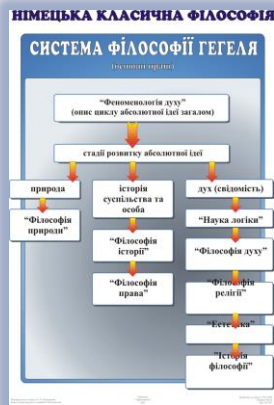 НІМЕЦЬКА КЛАСИЧНА ФІЛОСОФІЯ
СИСТЕМА ФІЛОСОФІЇ ГЕГЕЛЯ
(основні праці)
"Феноменологія духу"
(опис циклу абсолютної ідеї загалом)
стадії розвитку абсолютної ідеї
природа
"Філософія
природи"
історія
суспільства та
особа
"Філософія
історії"
"Філософія
права"
дух (свідомість)
"Наука логіки"
"Філософія духу"
"Філософія
релігії"
"Естетика"
"Історія
філософії"